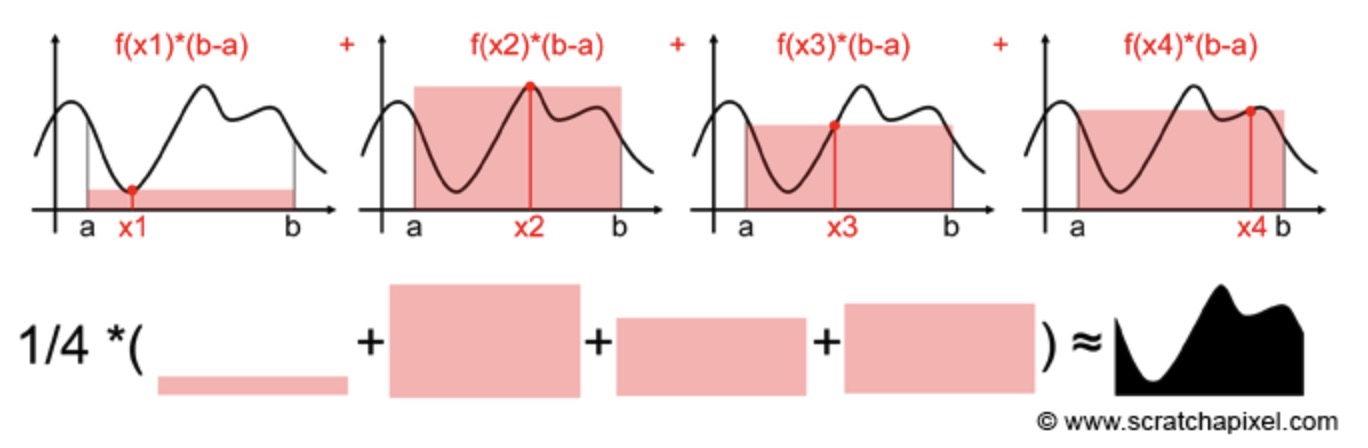 f(x1)*(b-a) + f(x2)*(b-a) + f(x3)*(b-a) + f(x4)*(b-a)
a x1 b a x2 b a x3 b a x4 b
1/4 *( + + + ) ≈
© www.scratchapixel.com